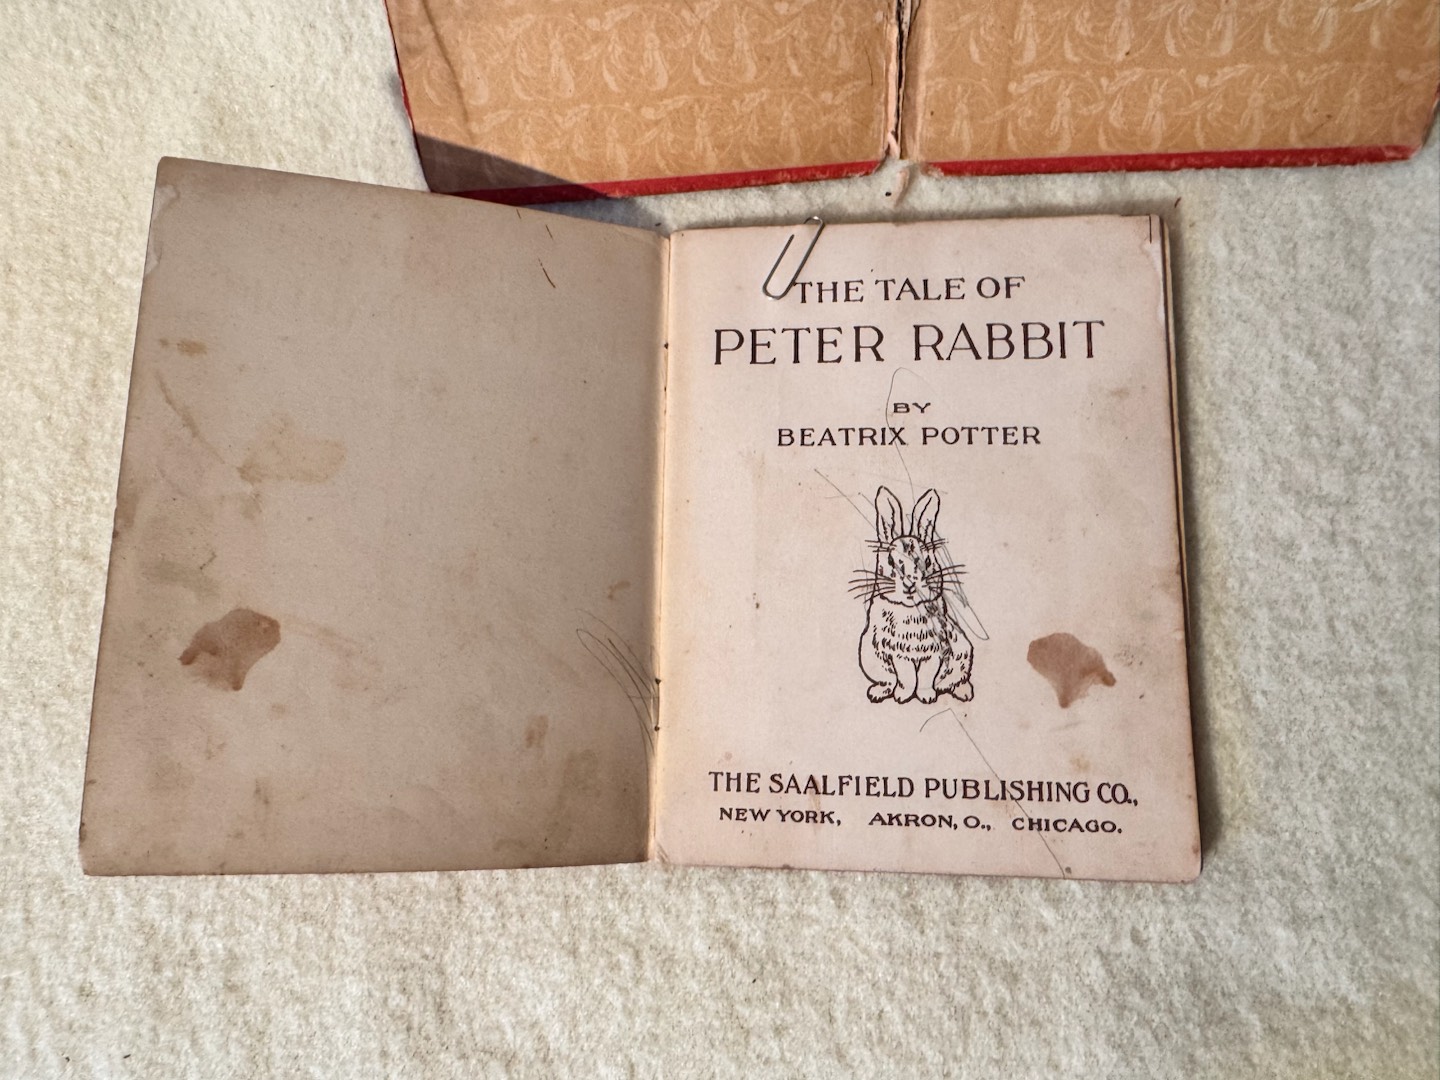 THE TALE OF
PETER RABBIT
BY
BEATRIX POTTER
THE SAALFIELD PUBLISHING CO.,
NEW YORK, AKRON, O., CHICAGO.